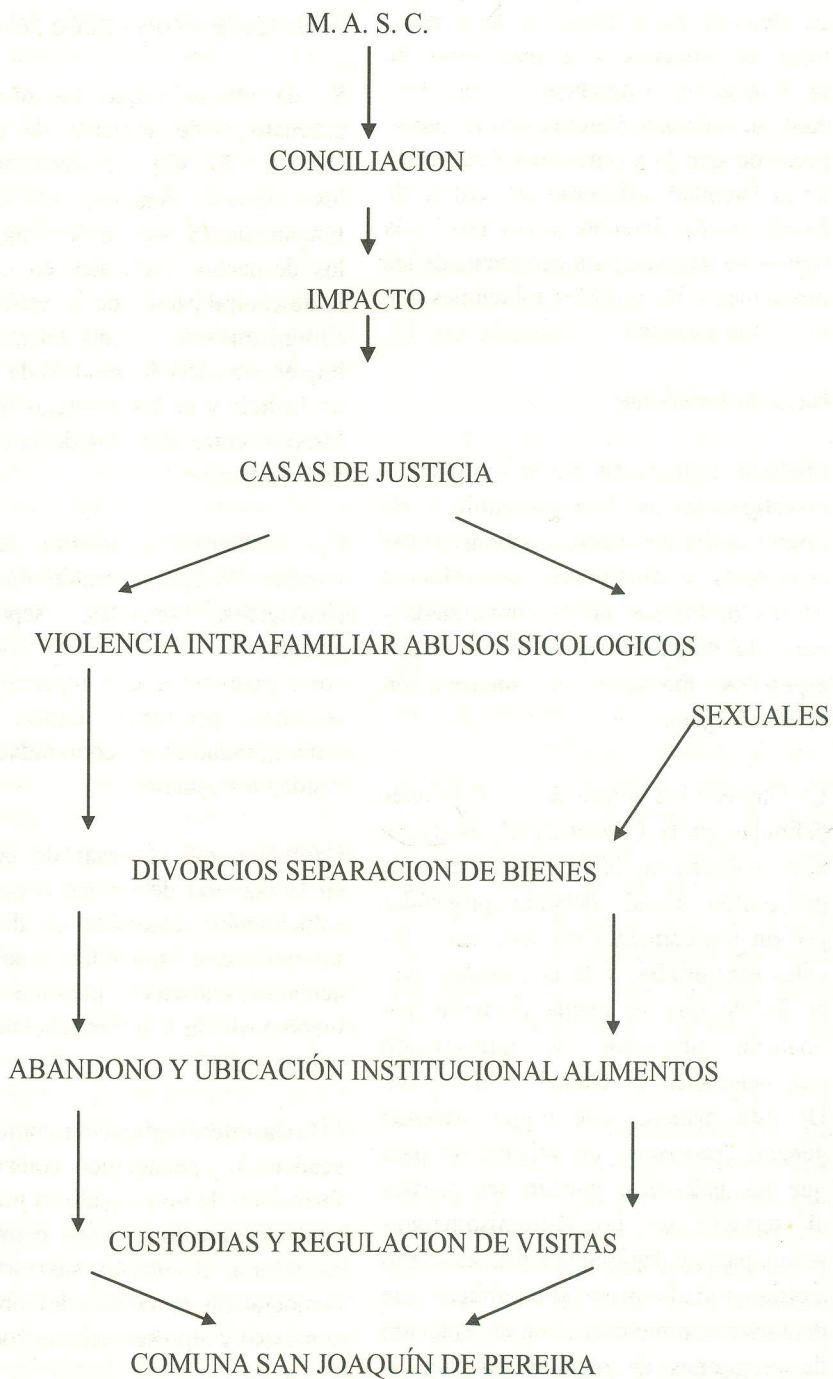 M. A. S. C.
CONCILIACION
IMPACTO
CASAS DE JUSTICIA
VIOLENCIA INTRAFAMILIAR ABUSOS SICOLOGICOS
SEXUALES
DIVORCIOS SEPARACION DE BIENES
ABANDONO Y UBICACIÓN INSTITUCIONAL ALIMENTOS
CUSTODIAS Y REGULACION DE VISITAS
COMUNA SAN JOAQUÍN DE PEREIRA